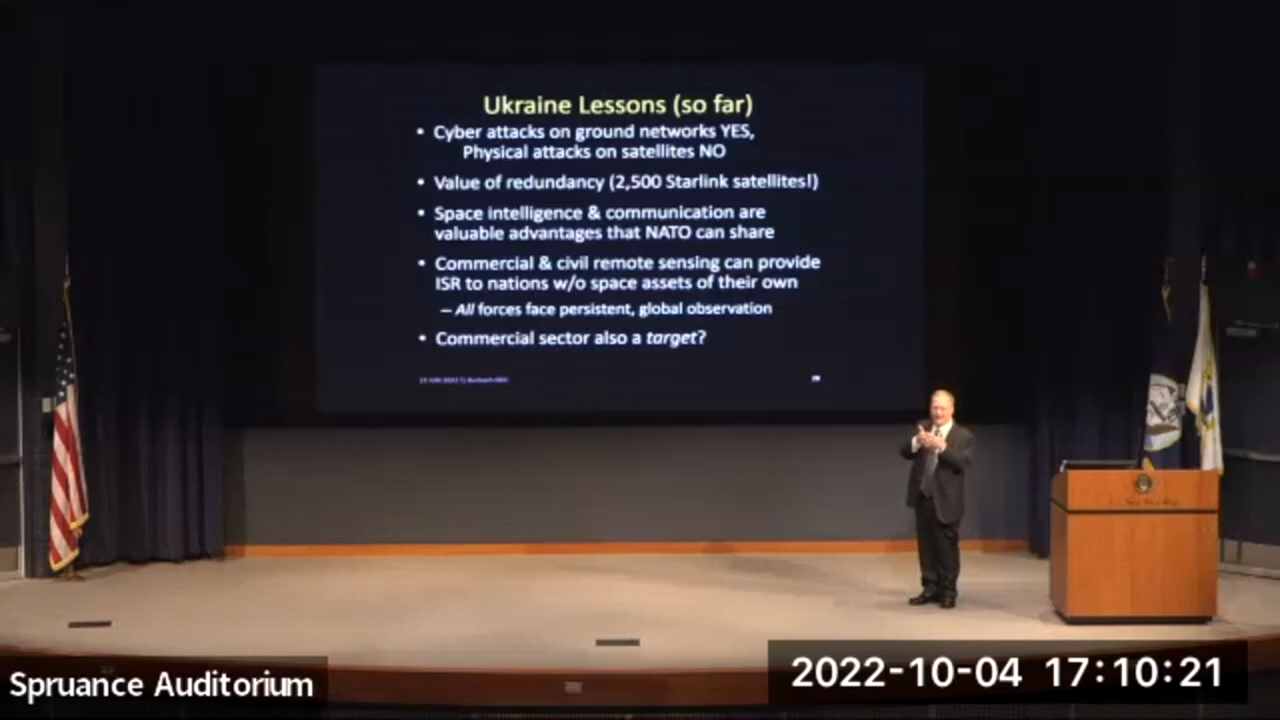 Ukraine Lessons (so far)
• Cyber attacks on ground networks YES,
Physical attacks on satellites NO
• Value of redundancy (2,500 Starlink satellites!)
• Space intelligence & communication are
valuable advantages that NATO can share
• Commercial & civil remote sensing can provide
ISR to nations w/o space assets of their own
– All forces face persistent, global observation
• Commercial sector also a target?
Spruance Auditorium
2022-10-04 17:10:21